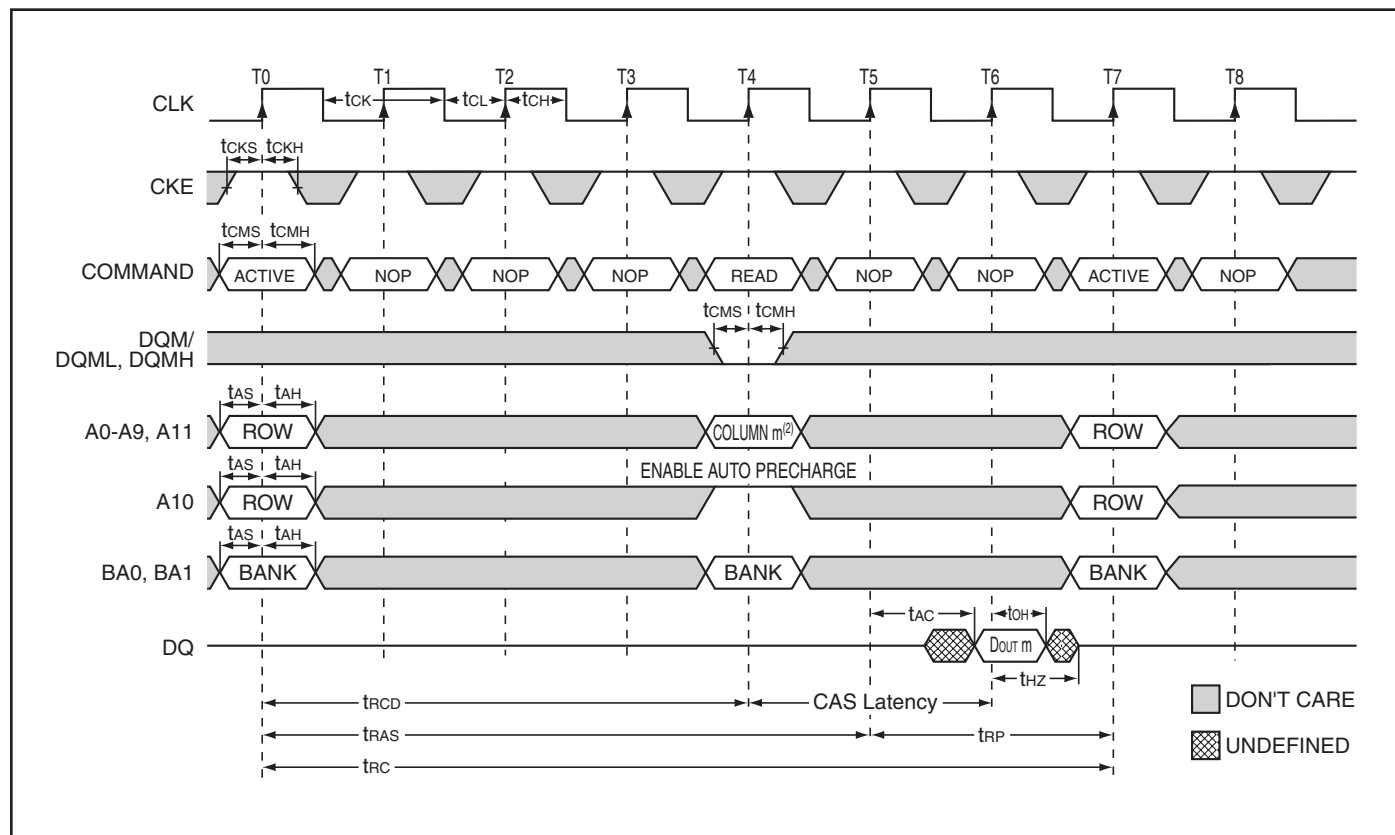 T0 T1 T2 T3 T4 T5 T6 T7 T8
CLK tCK tCL tCH
tCKS tCKH
CKE
tCMS tCMH
COMMAND ACTIVE NOP NOP NOP READ NOP NOP ACTIVE NOP
tCMS tCMH
DQM/
DQML, DQMH
tAS tAH
A0-A9, A11 ROW COLUMN m(2) ROW
tAS tAH ENABLE AUTO PRECHARGE
A10 ROW ROW
tAS tAH
BA0, BA1 BANK BANK BANK
tAC tOH
DQ DOUT m
tHZ
tRCD CAS Latency
DON'T CARE
tRAS tRP
UNDEFINED
tRC